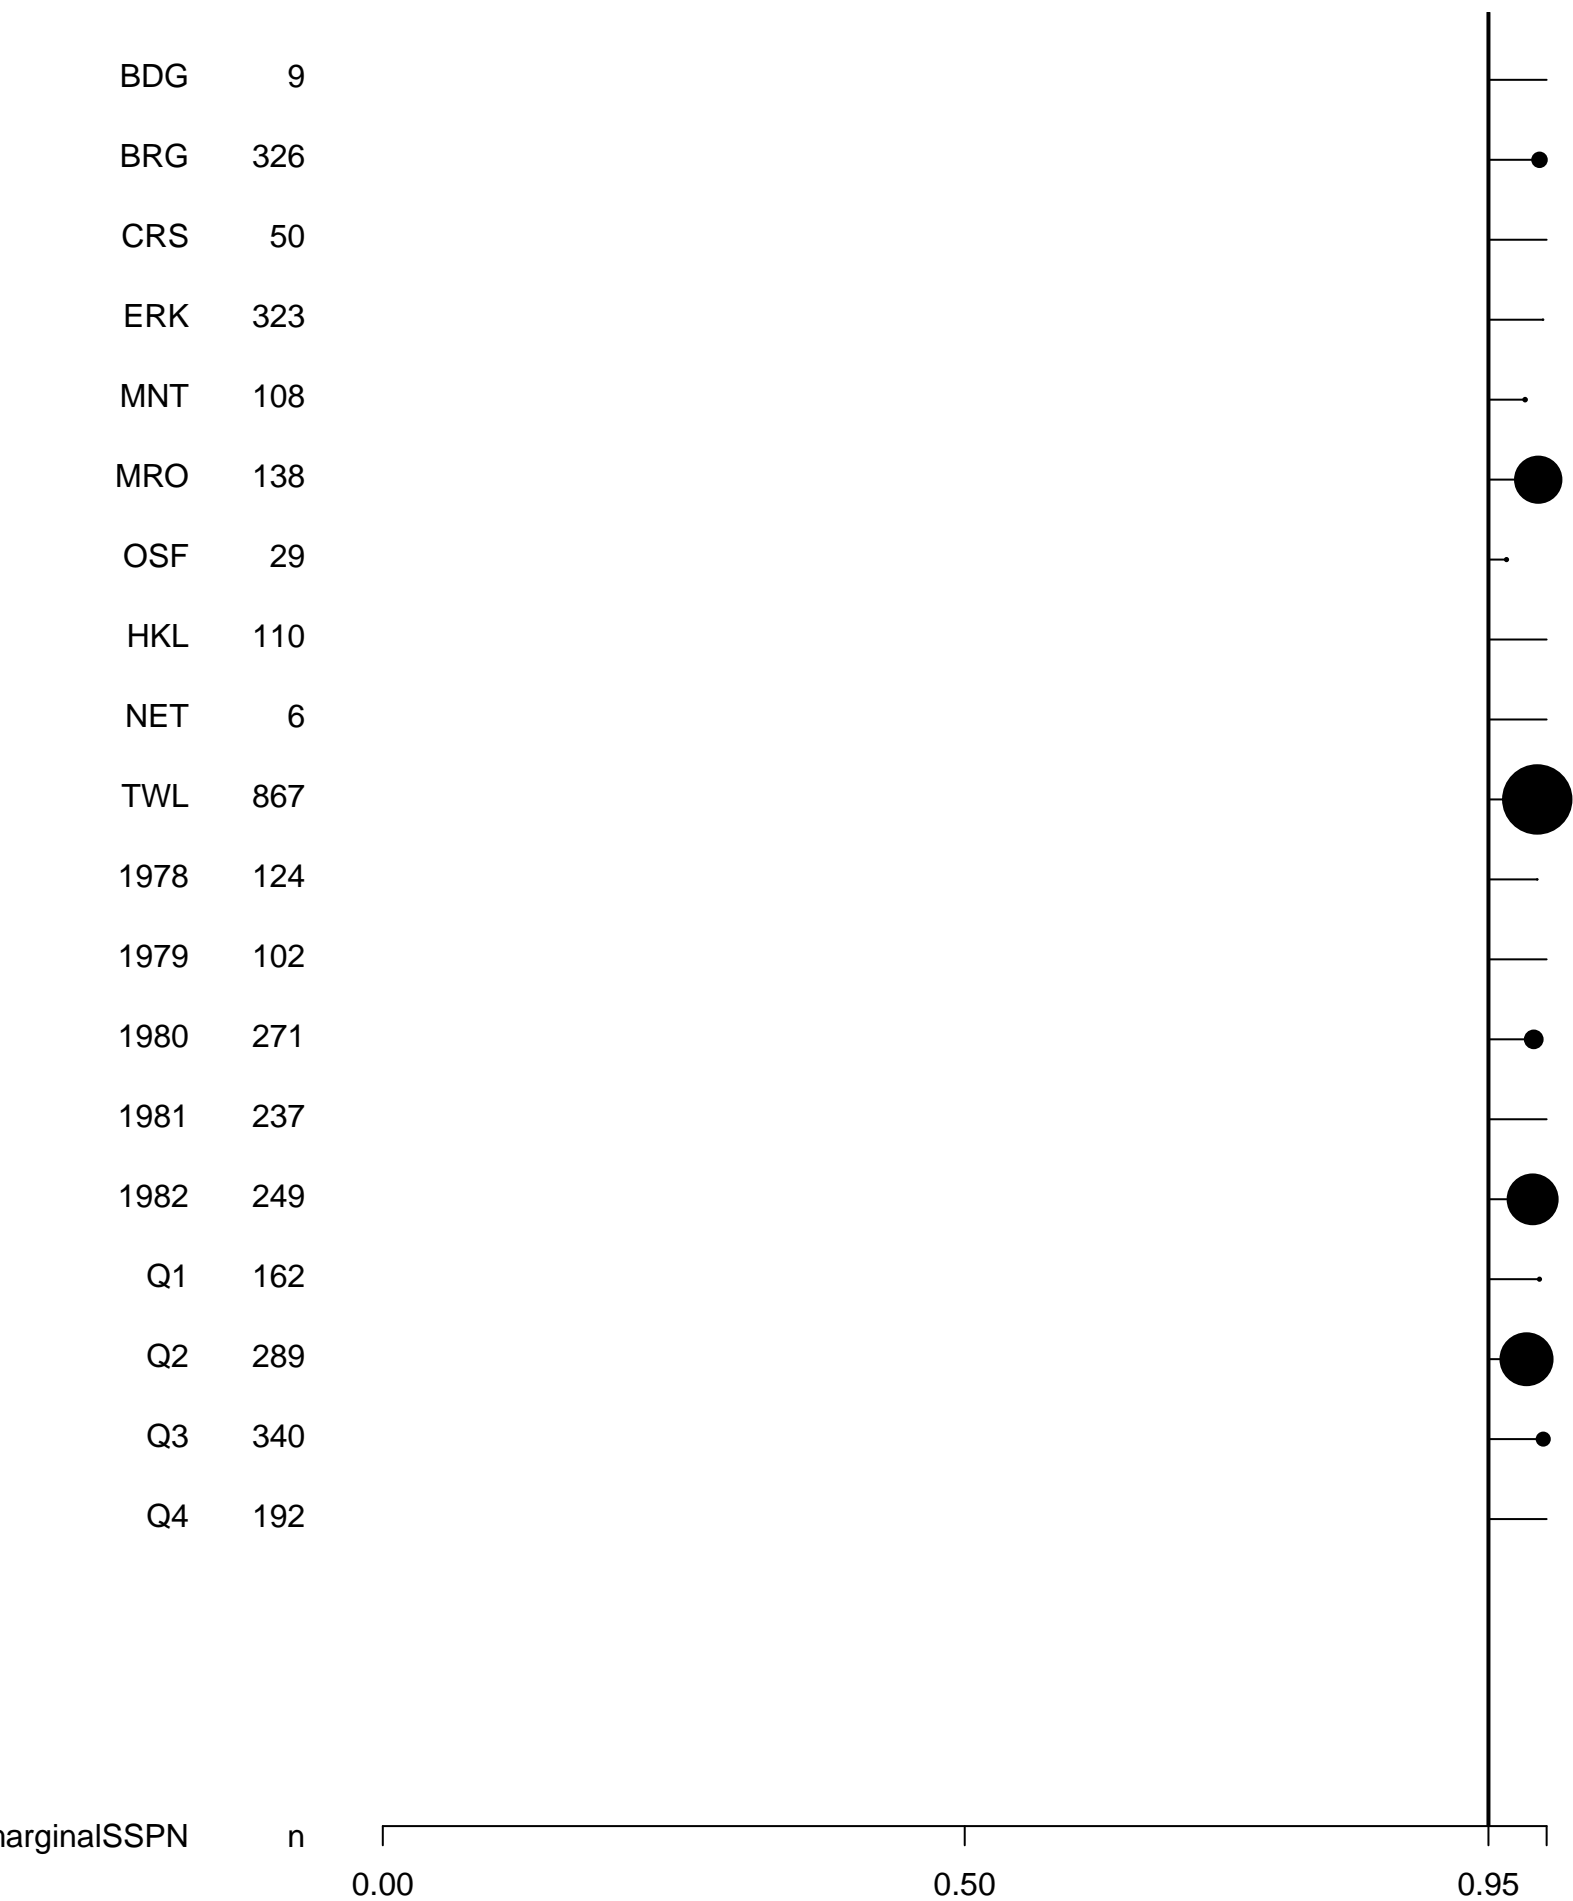 BDG 9
BRG 326
CRS 50
ERK 323
MNT 108
MRO 138
OSF 29
HKL 110
NET 6
TWL 867
1978 124
1979 102
1980 271
1981 237
1982 249
Q1 162
Q2 289
Q3 340
Q4 192
arginalSSPN n
0.00 0.50 0.95